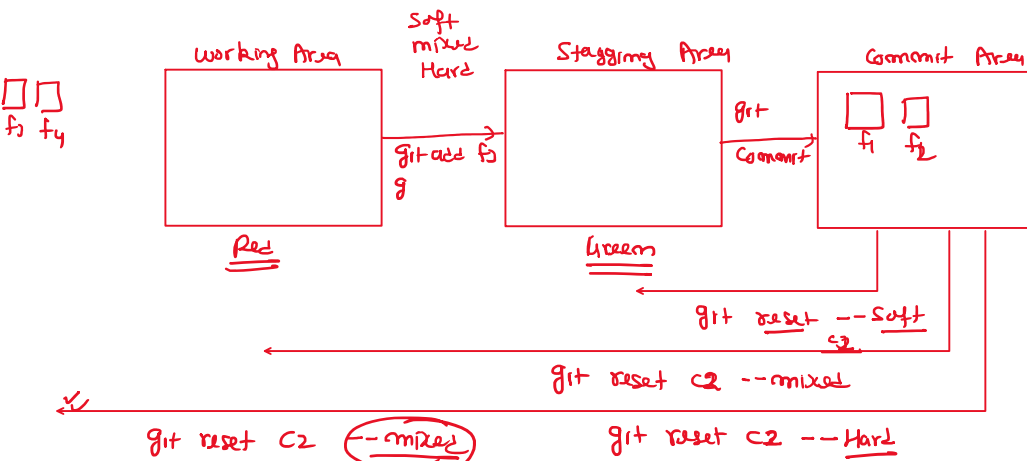 Soft
mixed
Hard
working Area
Stagging Area
Commit Area
f3 f4
f1 f2
git add f3
g
git
Commit
Red
Green
git reset --soft
c2
git reset c2 --mixed
git reset c2 --mixed
git reset c2 --Hard